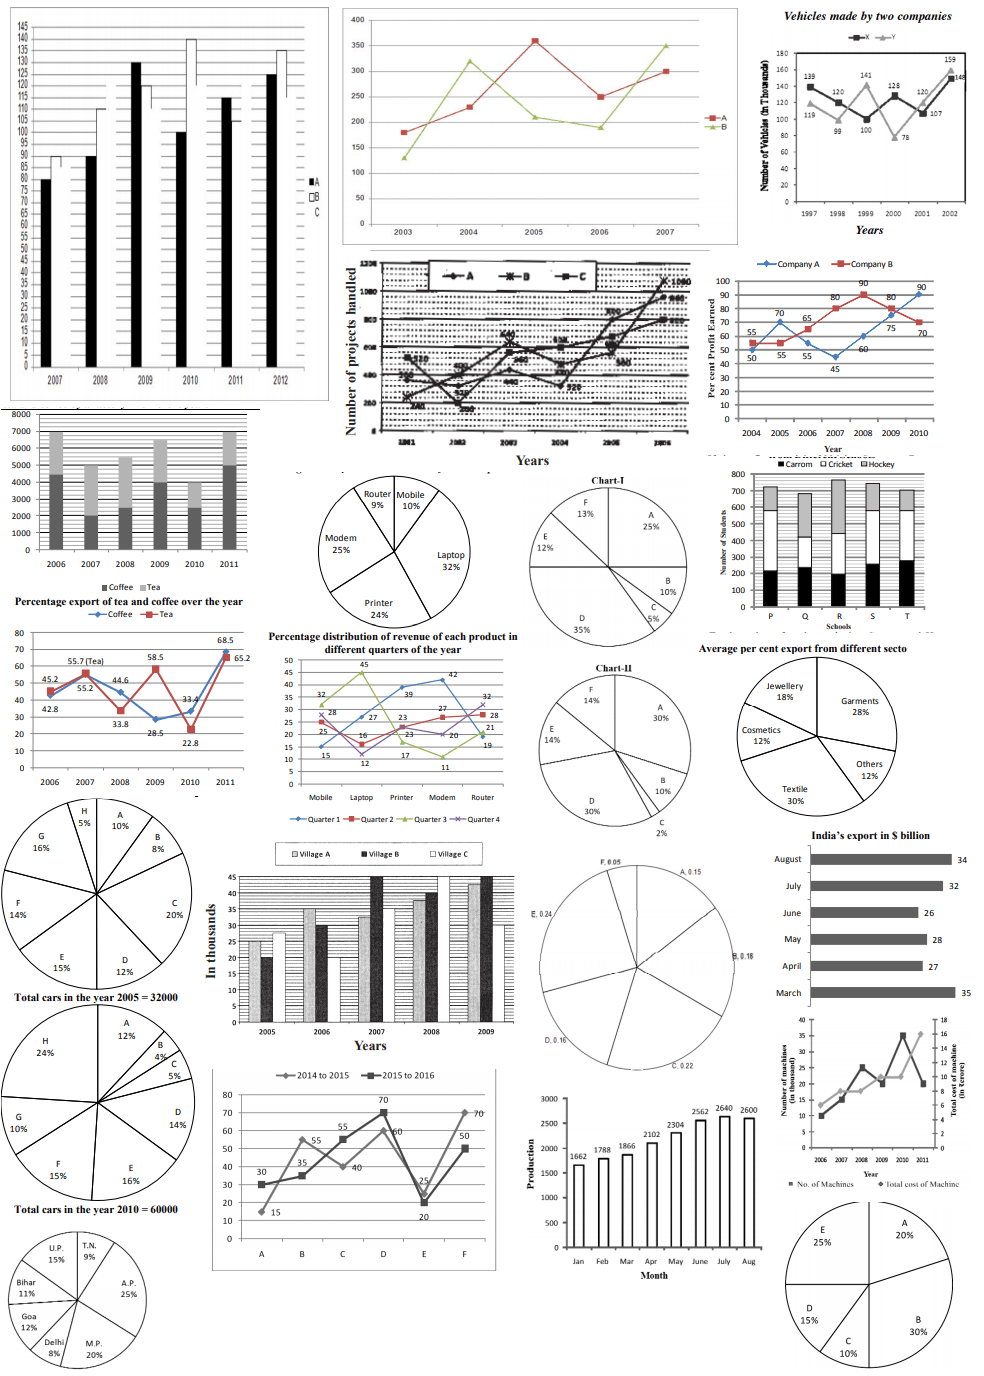 145
140
135
130
125
120
115
110
105
100
95
90
85
80
75
70
65
60
55
50
45
40
35
30
25
20
15
10
5
0
2007 2008 2009 2010 2011 2012
A
B
C
400
350
300
250
200
150
100
50
0
2003 2004 2005 2006 2007
A
B
Vehicles made by two companies
X Y
Number of Vehicles (in Thousands)
180
160
140
120
100
80
60
40
20
0
139 120 141 128 120 159
119 99 100 78 107 148
1997 1998 1999 2000 2001 2002
Years
Number of projects handled
A B C
1200
1000
800
600
400
200
0
520
240
200
640
560
440
320
560
1080
Years
Company A Company B
Per cent Profit Earned
100
90
80
70
60
50
40
30
20
10
0
55 70 65 80 90 80 90
50 55 55 45 60 75 70
2004 2005 2006 2007 2008 2009 2010
Year
8000
7000
6000
5000
4000
3000
2000
1000
0
2006 2007 2008 2009 2010 2011
Coffee Tea
Router
9%
Mobile
10%
Laptop
32%
Printer
24%
Modem
25%
Chart-I
F
13%
A
25%
E
12%
B
10%
C
5%
D
35%
Carrom Cricket Hockey
Number of Students
800
700
600
500
400
300
200
100
0
P Q R S T
Schools
Percentage export of tea and coffee over the year
Coffee Tea
80
70
60
50
40
30
20
10
0
45.2 55.7 (Tea) 44.6 58.5 33.4 68.5
42.8 55.2 33.8 28.5 22.8 65.2
2006 2007 2008 2009 2010 2011
Percentage distribution of revenue of each product in
different quarters of the year
50
45
40
35
30
25
20
15
10
5
0
32 45 23 42 32
28 27 39 27 28
25 16 23 20 21
15 12 17 11 19
Mobile Laptop Printer Modem Router
Quarter 1 Quarter 2 Quarter 3 Quarter 4
Chart-II
F
14%
A
30%
E
14%
B
10%
D
30%
C
2%
Average per cent export from different secto
Jewellery
18%
Garments
28%
Cosmetics
12%
Others
12%
Textile
30%
H
5%
A
10%
B
8%
G
16%
C
20%
F
14%
E
15%
D
12%
Total cars in the year 2005 = 32000
Village A Village B Village C
In thousands
45
40
35
30
25
20
15
10
5
0
2005 2006 2007 2008 2009
Years
F, 0.05
A, 0.15
E, 0.24
B, 0.18
D, 0.16
C, 0.22
India's export in $ billion
August 34
July 32
June 26
May 28
April 27
March 35
H
24%
A
12%
B
4%
C
5%
D
14%
G
10%
F
15%
E
16%
Total cars in the year 2010 = 60000
2014 to 2015 2015 to 2016
80
70
60
50
40
30
20
10
0
30 55 55 70 25 70
15 35 40 60 20 50
A B C D E F
Production
3000
2500
2000
1500
1000
500
0
1662 1788 1866 2102 2304 2562 2640 2600
Jan Feb Mar Apr May June July Aug
Month
Number of machines
(in thousand)
40
35
30
25
20
15
10
5
0
18
16
14
12
10
8
6
4
2
0
Total cost of machine
(in ₹crore)
2006 2007 2008 2009 2010 2011
Year
No. of Machines Total cost of Machine
U.P.
15%
T.N.
9%
Bihar
11%
A.P.
25%
Goa
12%
Delhi
8%
M.P.
20%
E
25%
A
20%
D
15%
C
10%
B
30%